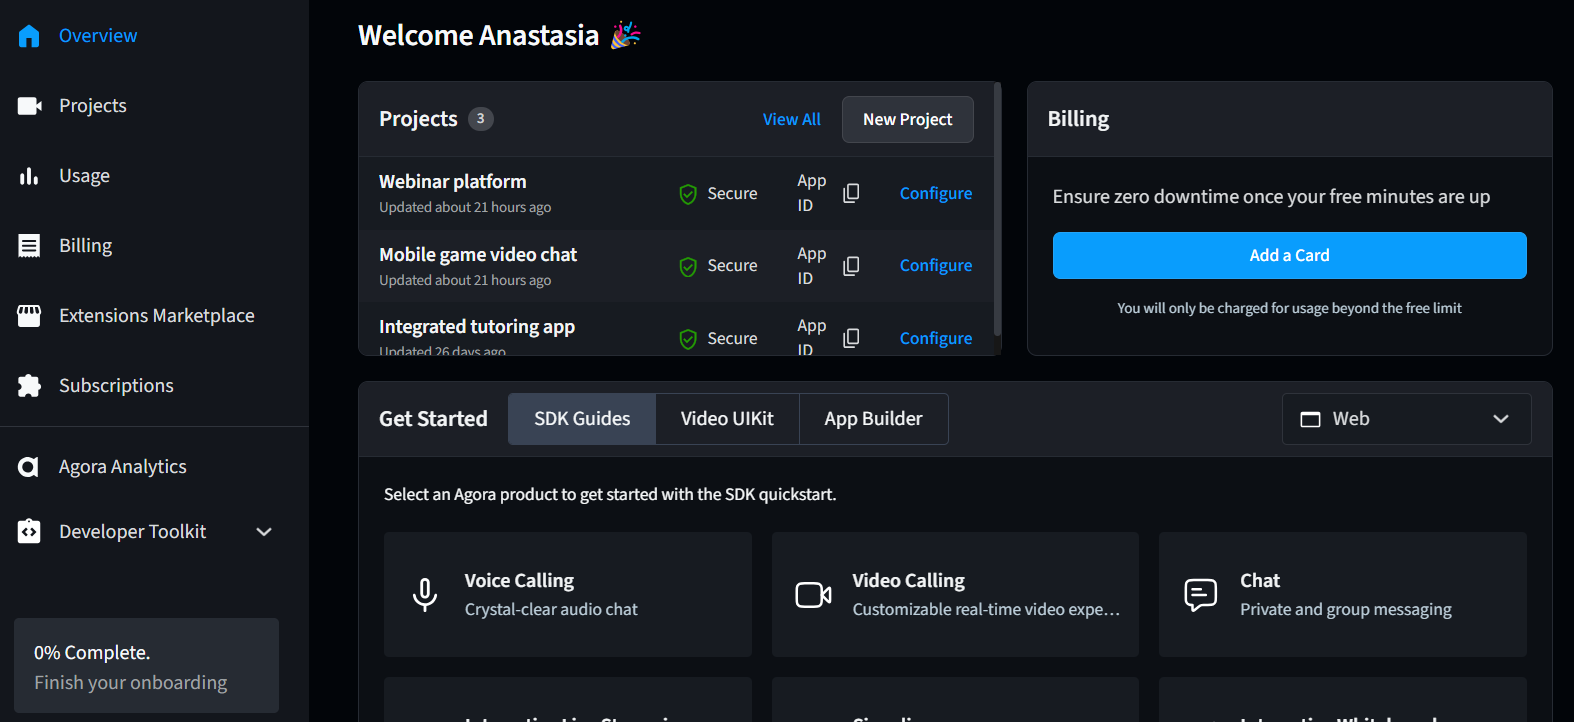 Overview
Projects
Usage
Billing
Extensions Marketplace
Subscriptions
Agora Analytics
Developer Toolkit
0% Complete.
Finish your onboarding
Welcome Anastasia
Projects 3 View All New Project
Webinar platform
Updated about 21 hours ago
Secure
App
ID
Configure
Mobile game video chat
Updated about 21 hours ago
Secure
App
ID
Configure
Integrated tutoring app
Updated 26 days ago
Secure
App
ID
Configure
Billing
Ensure zero downtime once your free minutes are up
Add a Card
You will only be charged for usage beyond the free limit
Get Started SDK Guides Video UIKit App Builder Web
Select an Agora product to get started with the SDK quickstart.
Voice Calling
Crystal-clear audio chat
Video Calling
Customizable real-time video expe...
Chat
Private and group messaging